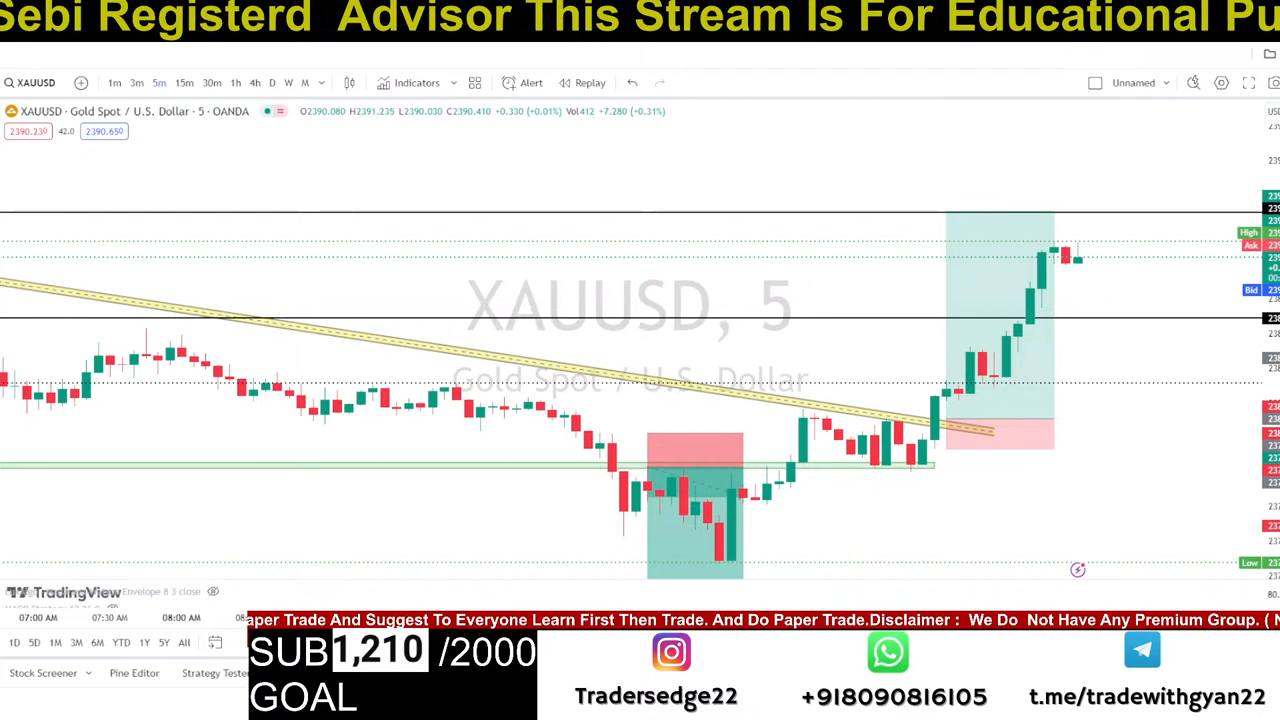 Sebi Registerd Advisor This Stream Is For Educational Pu
XAUUSD 1m 3m 5m 15m 30m 1h 4h D W M Indicators Alert Replay Unnamed
XAUUSD · Gold Spot / U.S. Dollar · 5 · OANDA O2390.080 H2391.235 L2390.030 C2390.410 +0.330 (+0.01%) Vol412 +7.280 (+0.31%)
2390.230 42.0 2390.650
High
Ask
Bid
XAUUSD, 5
Gold Spot / U.S. Dollar
Low
TradingView
Envelope 8 3 close
07:00 AM 07:30 AM 08:00 AM
aper Trade And Suggest To Everyone Learn First Then Trade. And Do Paper Trade.Disclaimer : We Do Not Have Any Premium Group. ( N
1D 5D 1M 3M 6M YTD 1Y 5Y All
SUB 1,210 /2000
GOAL
Stock Screener Pine Editor Strategy Tester
Tradersedge22 +918090816105 t.me/tradewithgyan22